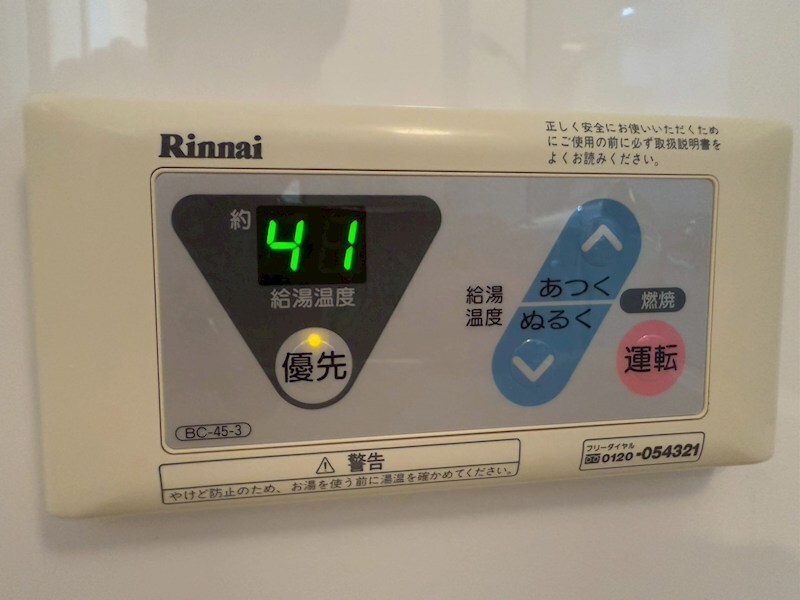 Rinnai
正しく安全にお使いいただくため
にご使用の前に必ず取扱説明書を
よくお読みください。
約 41
給湯温度
優先
給湯
温度
あつく
ぬるく
燃焼
運転
BC-45-3
⚠ 警告
やけど防止のため、お湯を使う前に湯温を確かめてください。
フリーダイヤル
0120-054321